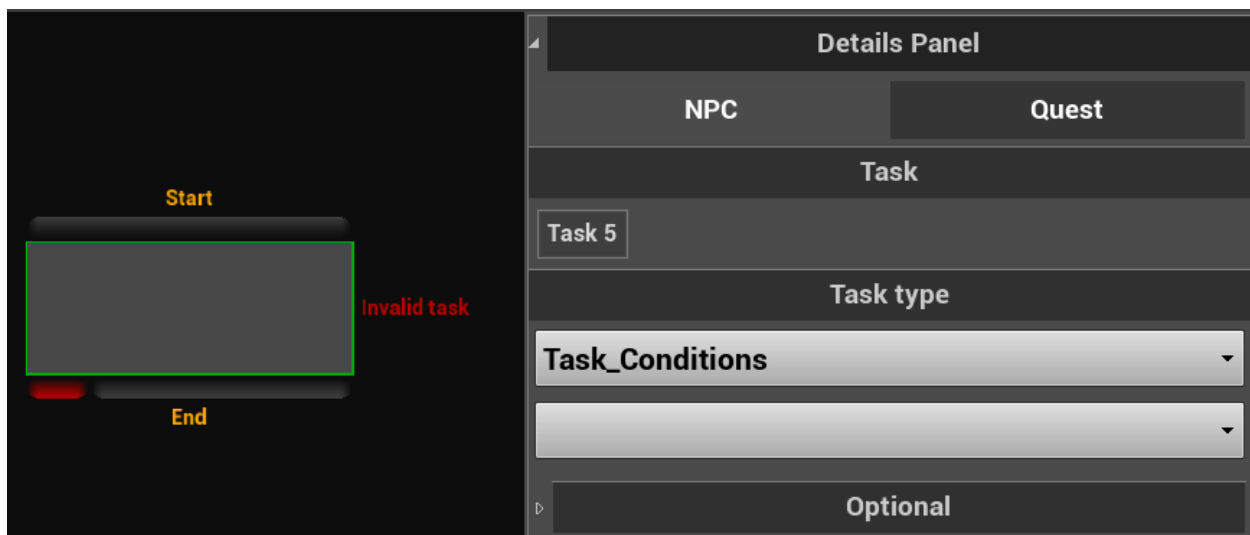 Start
Invalid task
End
Details Panel
NPC
Quest
Task
Task 5
Task type
Task_Conditions
Optional